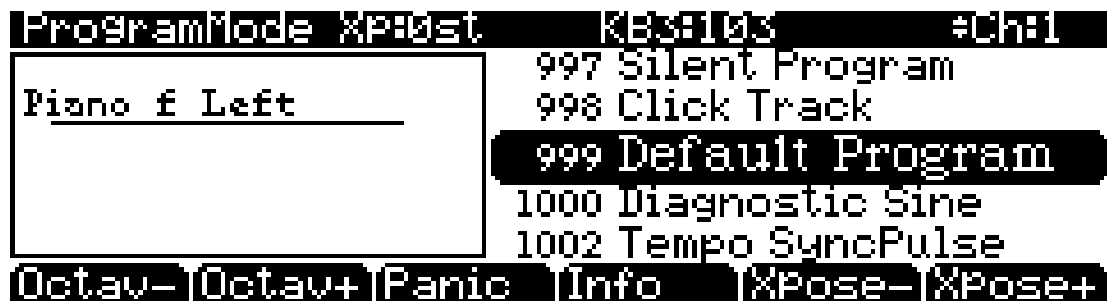 ProgramMode Xp:0st KB3:103 Ch:1
Piano f Left
997 Silent Program
998 Click Track
999 Default Program
1000 Diagnostic Sine
1002 Tempo SyncPulse
Octav- Octav+ Panic Info Xpose- Xpose+